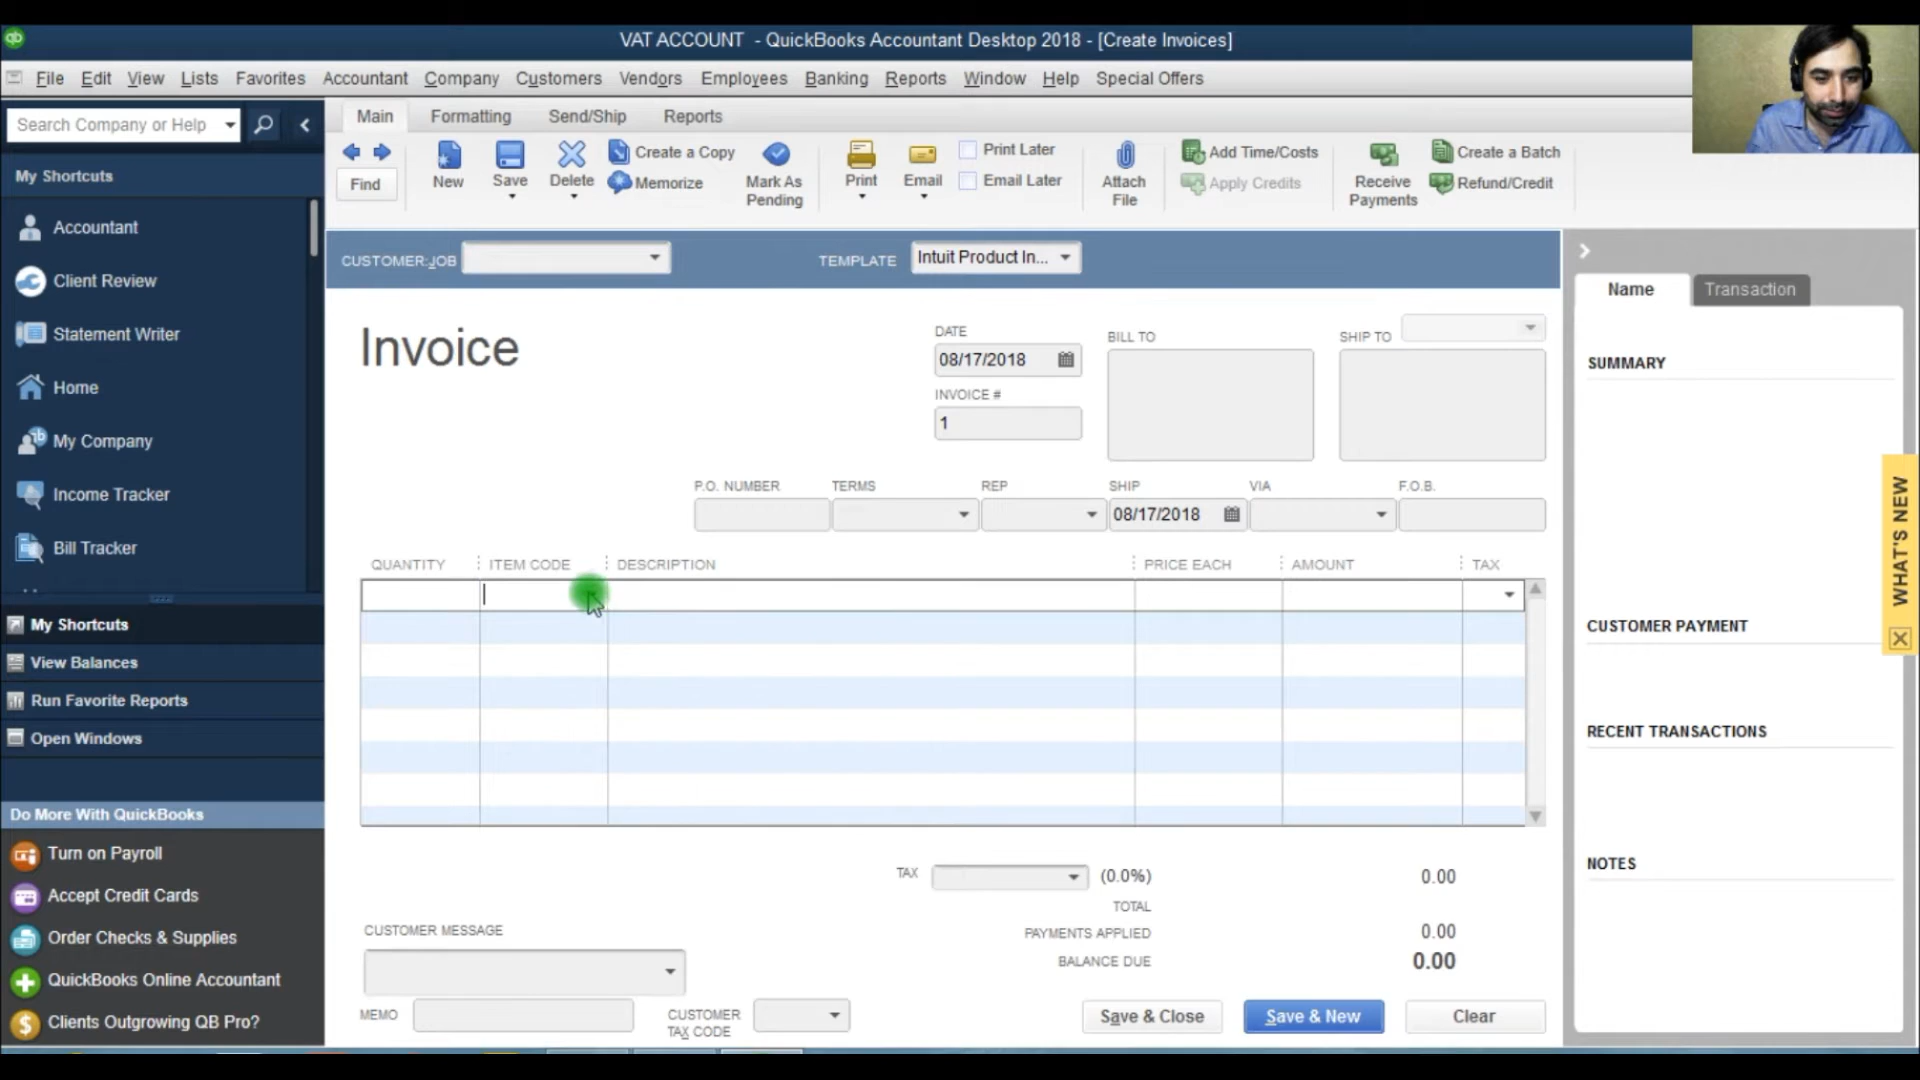 VAT ACCOUNT - QuickBooks Accountant Desktop 2018 - [Create Invoices]
File Edit View Lists Favorites Accountant Company Customers Vendors Employees Banking Reports Window Help Special Offers
Search Company or Help
Main Formatting Send/Ship Reports
Find
New
Save
Delete
Create a Copy
Memorize
Mark As
Pending
Print
Email
Print Later
Email Later
Attach
File
Add Time/Costs
Apply Credits
Receive
Payments
Create a Batch
Refund/Credit
My Shortcuts
Accountant
Client Review
Statement Writer
Home
My Company
Income Tracker
Bill Tracker
My Shortcuts
View Balances
Run Favorite Reports
Open Windows
Do More With QuickBooks
Turn on Payroll
Accept Credit Cards
Order Checks & Supplies
QuickBooks Online Accountant
Clients Outgrowing QB Pro?
CUSTOMER:JOB
TEMPLATE Intuit Product In...
Invoice
DATE
08/17/2018
INVOICE #
1
BILL TO
SHIP TO
P.O. NUMBER TERMS REP SHIP VIA F.O.B.
08/17/2018
QUANTITY ITEM CODE DESCRIPTION PRICE EACH AMOUNT TAX
TAX (0.0%) 0.00
TOTAL
PAYMENTS APPLIED 0.00
BALANCE DUE 0.00
CUSTOMER MESSAGE
MEMO
CUSTOMER
TAX CODE
Save & Close Save & New Clear
Name Transaction
SUMMARY
CUSTOMER PAYMENT
RECENT TRANSACTIONS
NOTES
WHAT'S NEW